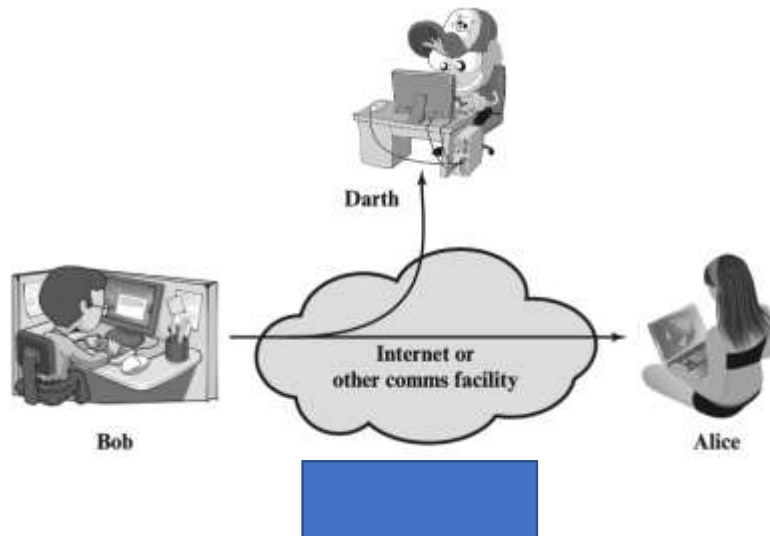 Darth
Internet or
other comms facility
Bob
Alice